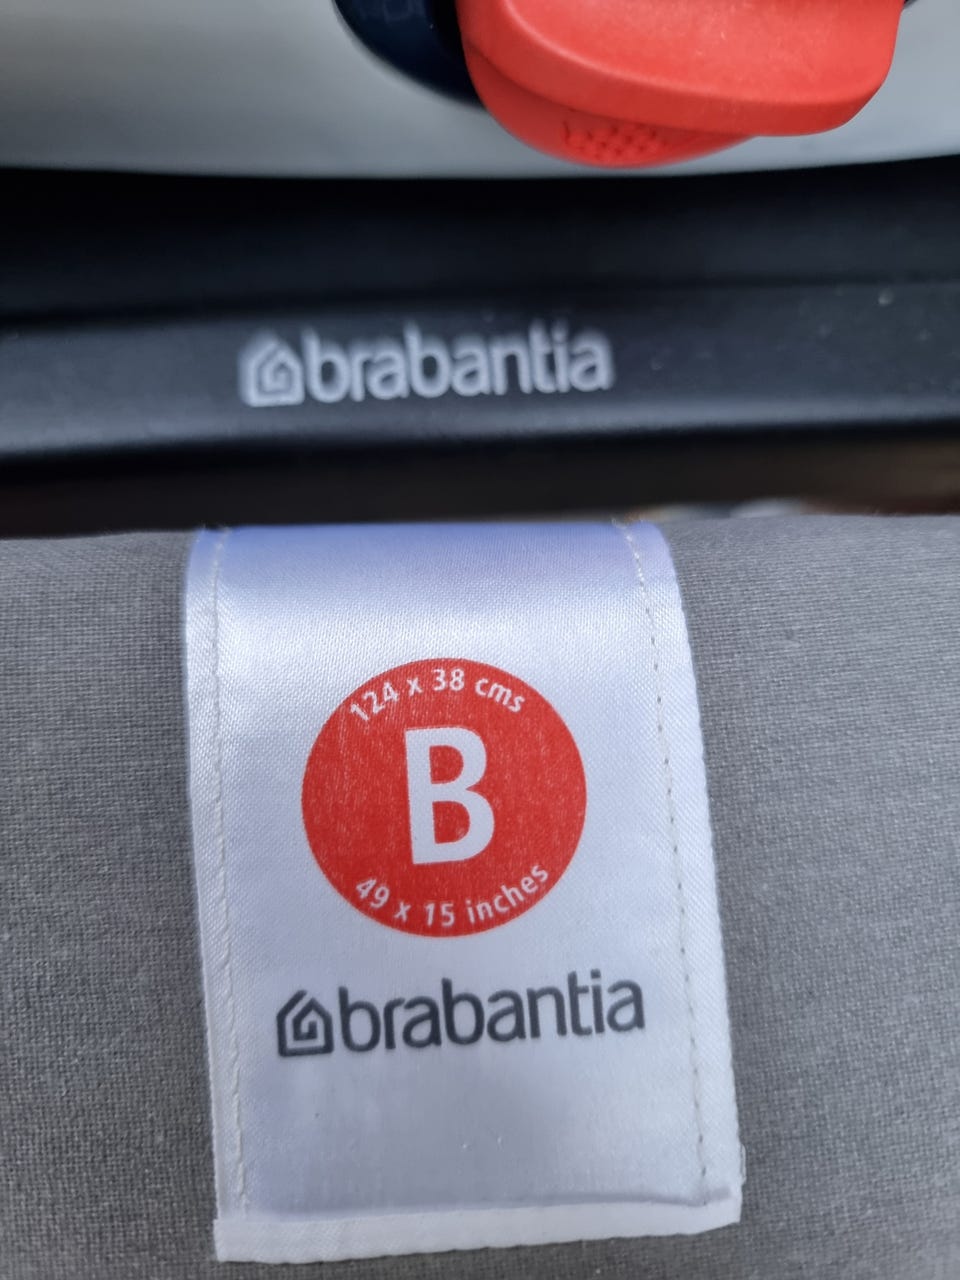 brabantia
124 x 38 cms
B
49 x 15 inches
brabantia